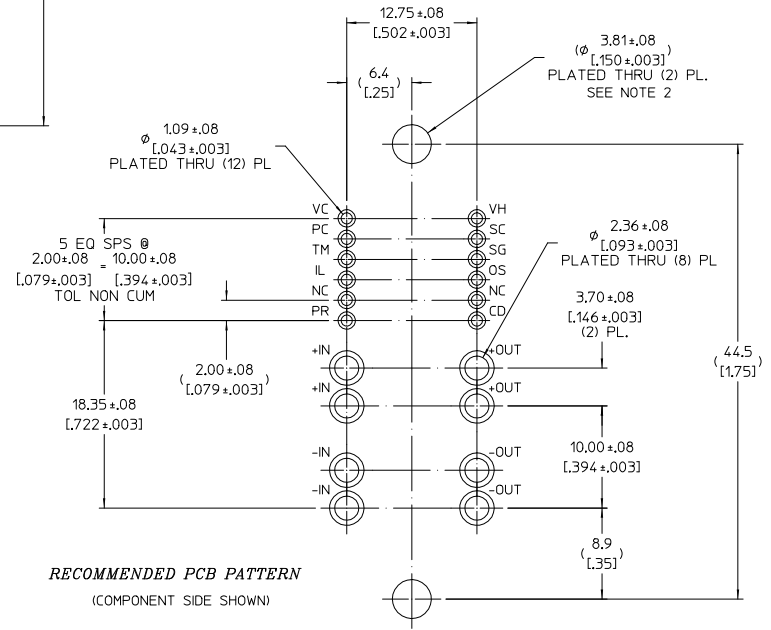 12.75±.08
[.502±.003]
6.4
( )
[.25]
(ø 3.81±.08 )
[.150±.003]
PLATED THRU (2) PL.
SEE NOTE 2
ø 1.09±.08
[.043±.003]
PLATED THRU (12) PL
VC VH
PC SC
TM SG
IL OS
NC NC
PR CD
5 EQ SPS @
2.00±.08 = 10.00±.08
[.079±.003] [.394±.003]
TOL NON CUM
ø 2.36±.08
[.093±.003]
PLATED THRU (8) PL
3.70±.08
[.146±.003]
(2) PL.
+IN +OUT
+IN +OUT
-IN -OUT
-IN -OUT
( 2.00±.08 )
[.079±.003]
18.35±.08
[.722±.003]
( 44.5 )
[1.75]
10.00±.08
[.394±.003]
( 8.9 )
[.35]
RECOMMENDED PCB PATTERN
(COMPONENT SIDE SHOWN)